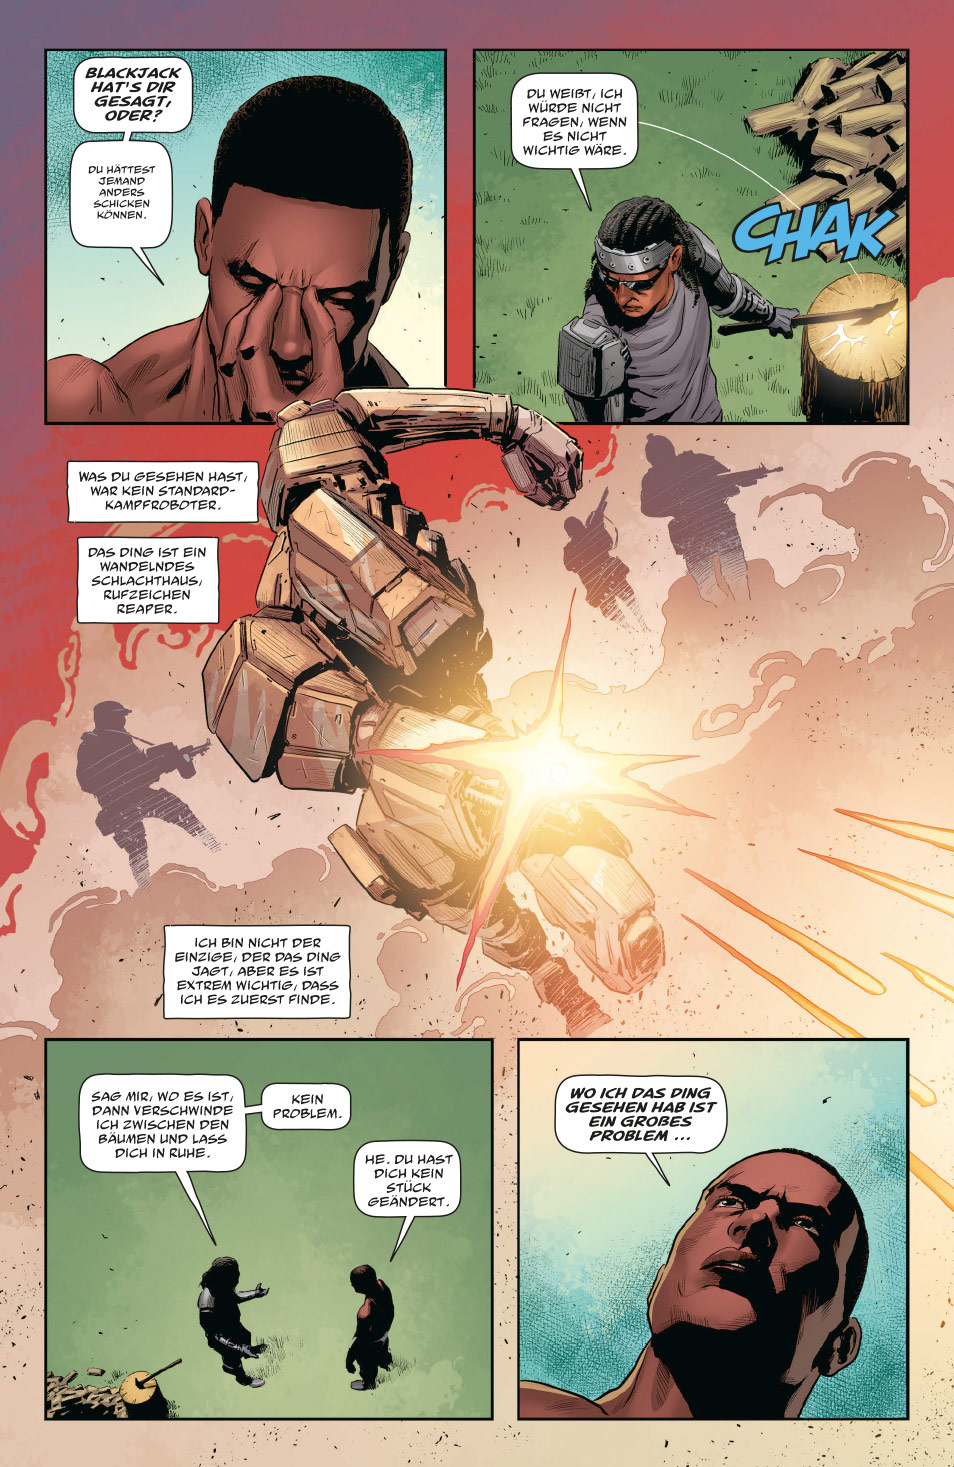 BLACKJACK
HAT'S DIR
GESAGT,
ODER?
DU HÄTTEST
JEMAND
ANDERS
SCHICKEN
KÖNNEN.
DU WEIßT, ICH
WÜRDE NICHT
FRAGEN, WENN
ES NICHT
WICHTIG WÄRE.
CHAK
WAS DU GESEHEN HAST,
WAR KEIN STANDARD-
KAMPFROBOTER.
DAS DING IST EIN
WANDELNDES
SCHLACHTHAUS,
RUFZEICHEN
REAPER.
ICH BIN NICHT DER
EINZIGE, DER DAS DING
JAGT, ABER ES IST
EXTREM WICHTIG, DASS
ICH ES ZUERST FINDE.
SAG MIR, WO ES IST,
DANN VERSCHWINDE
ICH ZWISCHEN DEN
BÄUMEN UND LASS
DICH IN RUHE.
KEIN
PROBLEM.
HE. DU HAST
DICH KEIN
STÜCK
GEÄNDERT.
WO ICH DAS DING
GESEHEN HAB IST
EIN GROßES
PROBLEM ...